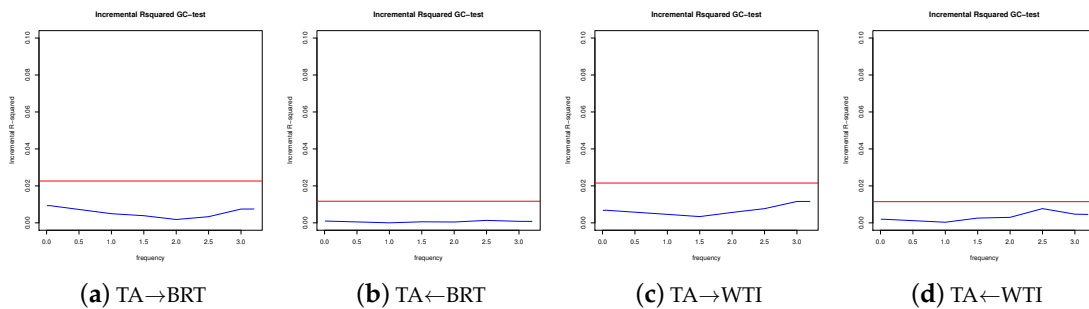 Incremental Rsquared GC−test
Incremental R−squared
0.00 0.02 0.04 0.06 0.08 0.10
0.0 0.5 1.0 1.5 2.0 2.5 3.0
frequency
(a) TA→BRT
Incremental Rsquared GC−test
Incremental R−squared
0.00 0.02 0.04 0.06 0.08 0.10
0.0 0.5 1.0 1.5 2.0 2.5 3.0
frequency
(b) TA←BRT
Incremental Rsquared GC−test
Incremental R−squared
0.00 0.02 0.04 0.06 0.08 0.10
0.0 0.5 1.0 1.5 2.0 2.5 3.0
frequency
(c) TA→WTI
Incremental Rsquared GC−test
Incremental R−squared
0.00 0.02 0.04 0.06 0.08 0.10
0.0 0.5 1.0 1.5 2.0 2.5 3.0
frequency
(d) TA←WTI